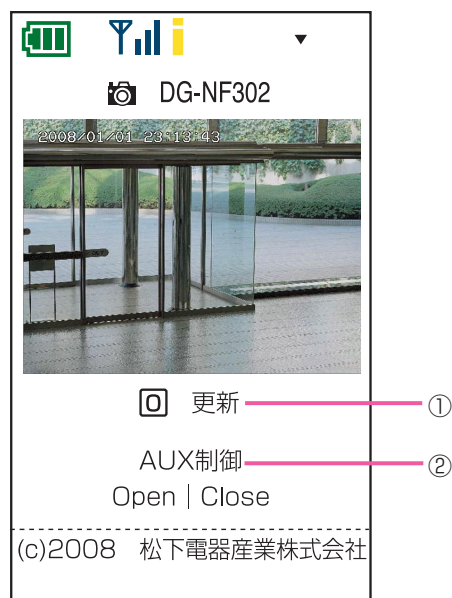 DG-NF302
2008/01/01 23:13:43
0 更新 ①
AUX制御 ②
Open | Close
(c)2008 松下電器産業株式会社